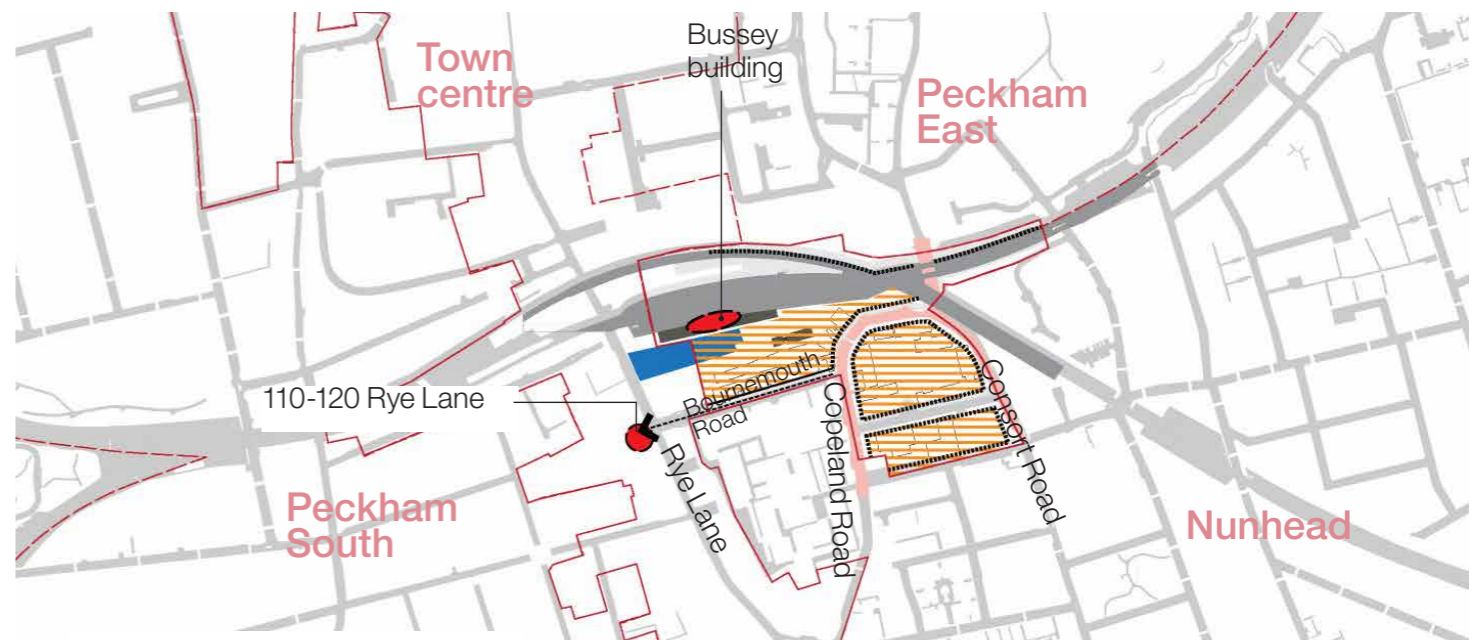 Bussey
building
Town
centre
Peckham
East
110-120 Rye Lane
Bournemouth
Road
Rye Lane
Copeland Road
Consort Road
Peckham
South
Nunhead